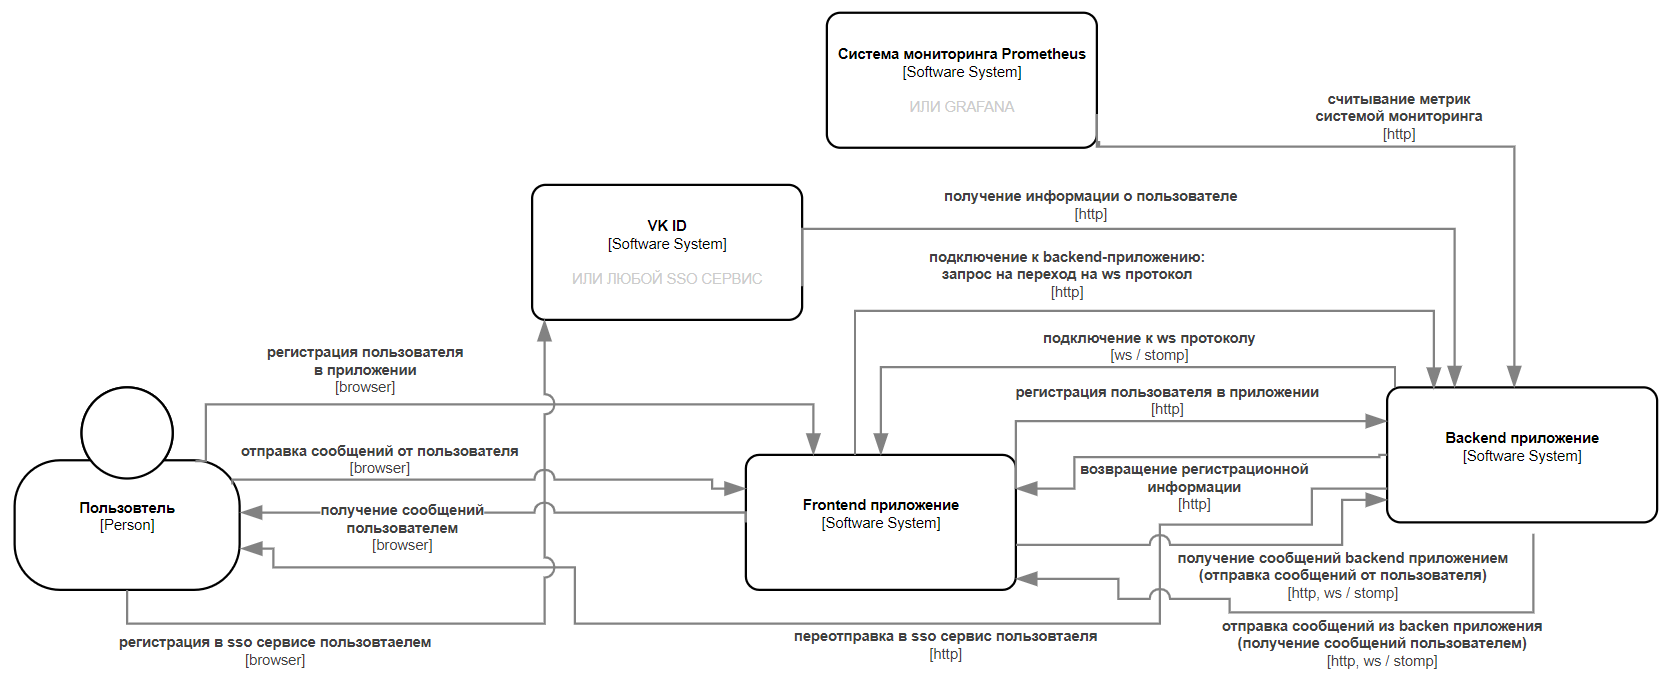 Система мониторинга Prometheus
[Software System]
ИЛИ GRAFANA
считывание метрик
системой мониторинга
[http]
VK ID
[Software System]
ИЛИ ЛЮБОЙ SSO СЕРВИС
получение информации о пользователе
[http]
подключение к backend-приложению:
запрос на переход на ws протокол
[http]
подключение к ws протоколу
[ws / stomp]
регистрация пользователя
в приложении
[browser]
регистрация пользователя в приложении
[http]
отправка сообщений от пользователя
[browser]
Backend приложение
[Software System]
возвращение регистрационной
информации
[http]
Пользовтель
[Person]
получение сообщений
пользователем
[browser]
Frontend приложение
[Software System]
получение сообщений backend приложением
(отправка сообщений от пользователя)
[http, ws / stomp]
регистрация в sso сервисе пользовтаелем
[browser]
переотправка в sso сервис пользовтаеля
[http]
отправка сообщений из backen приложения
(получение сообщений пользователем)
[http, ws / stomp]